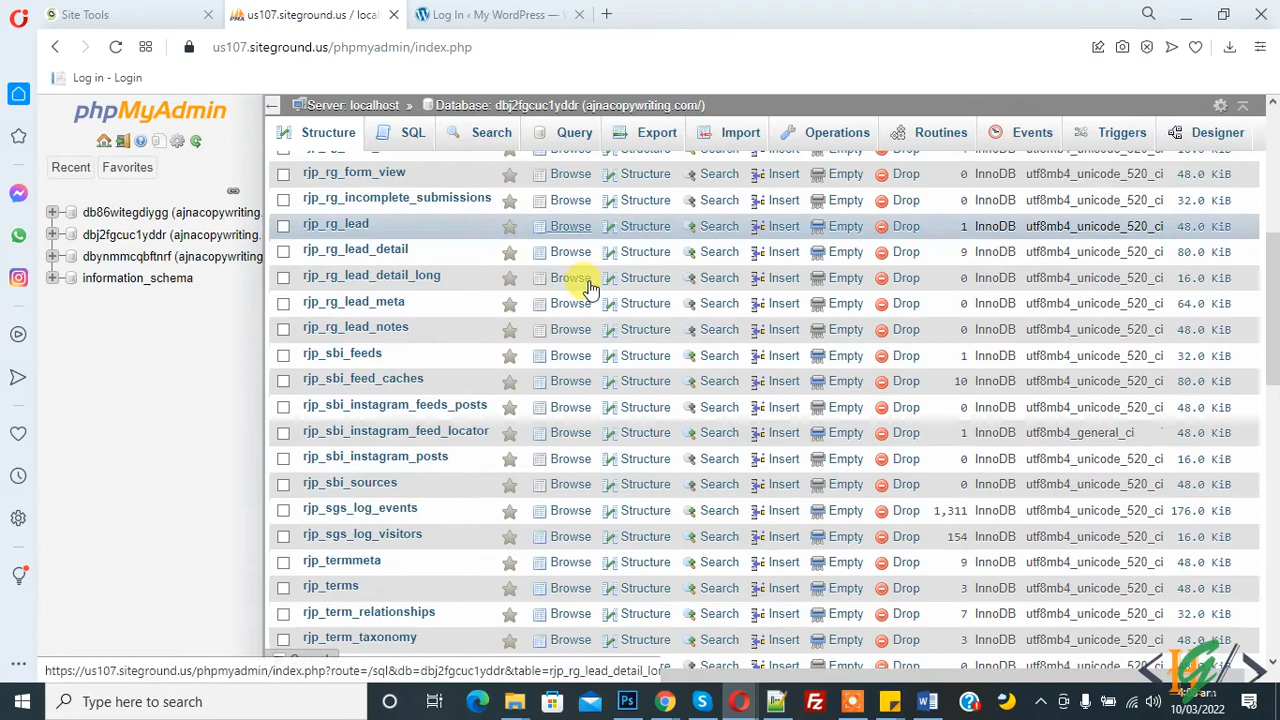 Site Tools
us107.siteground.us / local
Log In ‹ My WordPress —
us107.siteground.us/phpmyadmin/index.php
Log in - Login
phpMyAdmin
Recent
Favorites
db86witegdiygg (ajnacopywriting.
dbj2fgcuc1yddr (ajnacopywriting
dbynmmcqbftnrf (ajnacopywriting
information_schema
Server: localhost » Database: dbj2fgcuc1yddr (ajnacopywriting.com/)
Structure SQL Search Query Export Import Operations Routines Events Triggers Designer
rjp_rg_form_view Browse Structure Search Insert Empty Drop 0 InnoDB utf8mb4_unicode_520_ci 48.0 KiB
rjp_rg_incomplete_submissions Browse Structure Search Insert Empty Drop 0 InnoDB utf8mb4_unicode_520_ci 32.0 KiB
rjp_rg_lead Browse Structure Search Insert Empty Drop 1 InnoDB utf8mb4_unicode_520_ci 48.0 KiB
rjp_rg_lead_detail Browse Structure Search Insert Empty Drop 9 InnoDB utf8mb4_unicode_520_ci 80.0 KiB
rjp_rg_lead_detail_long Browse Structure Search Insert Empty Drop 0 InnoDB utf8mb4_unicode_520_ci 16.0 KiB
rjp_rg_lead_meta Browse Structure Search Insert Empty Drop 0 InnoDB utf8mb4_unicode_520_ci 64.0 KiB
rjp_rg_lead_notes Browse Structure Search Insert Empty Drop 0 InnoDB utf8mb4_unicode_520_ci 48.0 KiB
rjp_sbi_feeds Browse Structure Search Insert Empty Drop 1 InnoDB utf8mb4_unicode_520_ci 32.0 KiB
rjp_sbi_feed_caches Browse Structure Search Insert Empty Drop 10 InnoDB utf8mb4_unicode_520_ci 80.0 KiB
rjp_sbi_instagram_feeds_posts Browse Structure Search Insert Empty Drop 0 InnoDB utf8mb4_unicode_520_ci 48.0 KiB
rjp_sbi_instagram_feed_locator Browse Structure Search Insert Empty Drop 1 InnoDB utf8mb4_general_ci 48.0 KiB
rjp_sbi_instagram_posts Browse Structure Search Insert Empty Drop 0 InnoDB utf8mb4_unicode_520_ci 16.0 KiB
rjp_sbi_sources Browse Structure Search Insert Empty Drop 0 InnoDB utf8mb4_unicode_520_ci 48.0 KiB
rjp_sgs_log_events Browse Structure Search Insert Empty Drop 1,311 InnoDB utf8mb4_unicode_520_ci 176.0 KiB
rjp_sgs_log_visitors Browse Structure Search Insert Empty Drop 154 InnoDB utf8mb4_unicode_520_ci 16.0 KiB
rjp_termmeta Browse Structure Search Insert Empty Drop 9 InnoDB utf8mb4_unicode_520_ci 48.0 KiB
rjp_terms Browse Structure Search Insert Empty Drop 3 InnoDB utf8mb4_unicode_520_ci 48.0 KiB
rjp_term_relationships Browse Structure Search Insert Empty Drop 7 InnoDB utf8mb4_unicode_520_ci 32.0 KiB
rjp_term_taxonomy Browse Structure Search Insert Empty Drop 3 InnoDB utf8mb4_unicode_520_ci 48.0 KiB
https://us107.siteground.us/phpmyadmin/index.php?route=/sql&db=dbj2fgcuc1yddr&table=rjp_rg_lead_detail_lo
Type here to search
10/03/2022